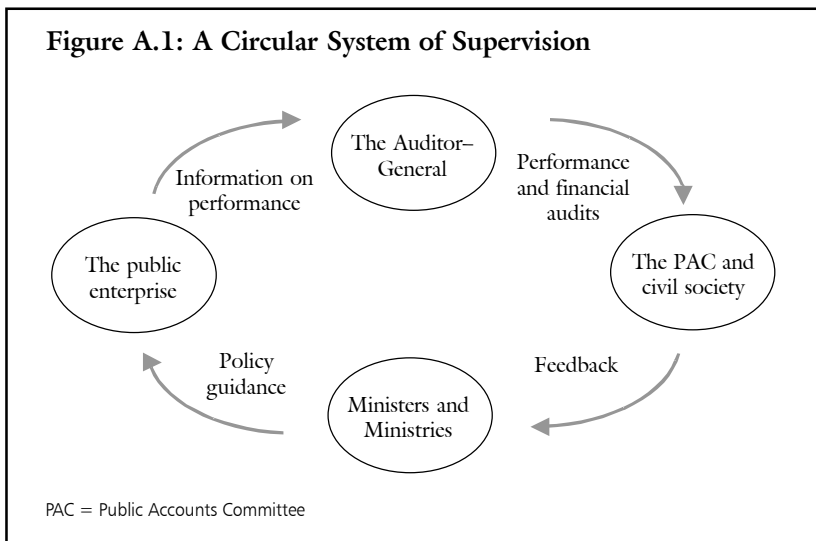 Figure A.1: A Circular System of Supervision
The Auditor–
General
Information on
performance
Performance
and financial
audits
The public
enterprise
The PAC and
civil society
Policy
guidance
Feedback
Ministers and
Ministries
PAC = Public Accounts Committee